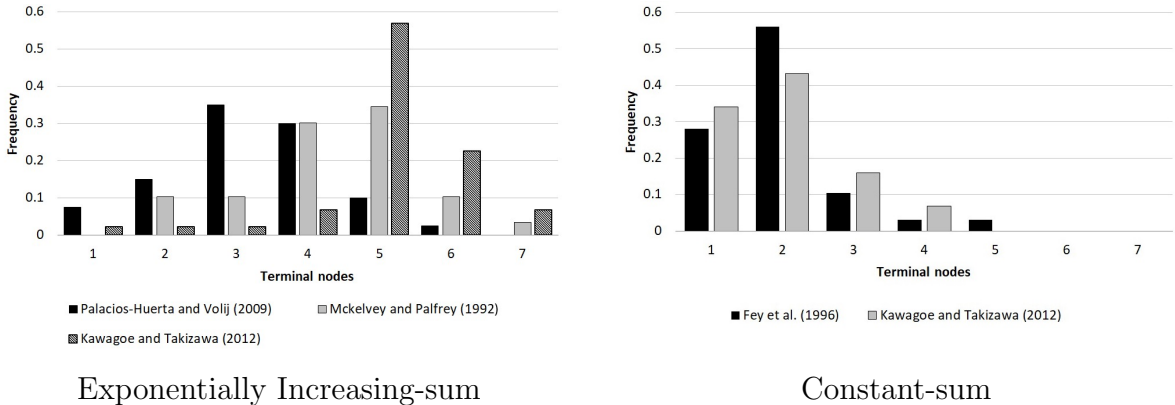 0.6
0.5
0.4
0.3
0.2
0.1
0
Frequency
1 2 3 4 5 6 7
Terminal nodes
Palacios-Huerta and Volij (2009) Mckelvey and Palfrey (1992)
Kawagoe and Takizawa (2012)
Exponentially Increasing-sum
0.6
0.5
0.4
0.3
0.2
0.1
0
Frequency
1 2 3 4 5 6 7
Terminal nodes
Fey et al. (1996) Kawagoe and Takizawa (2012)
Constant-sum